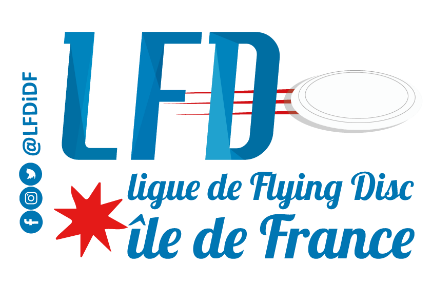 LFD
@LFDiDF
ligue de Flying Disc
île de France